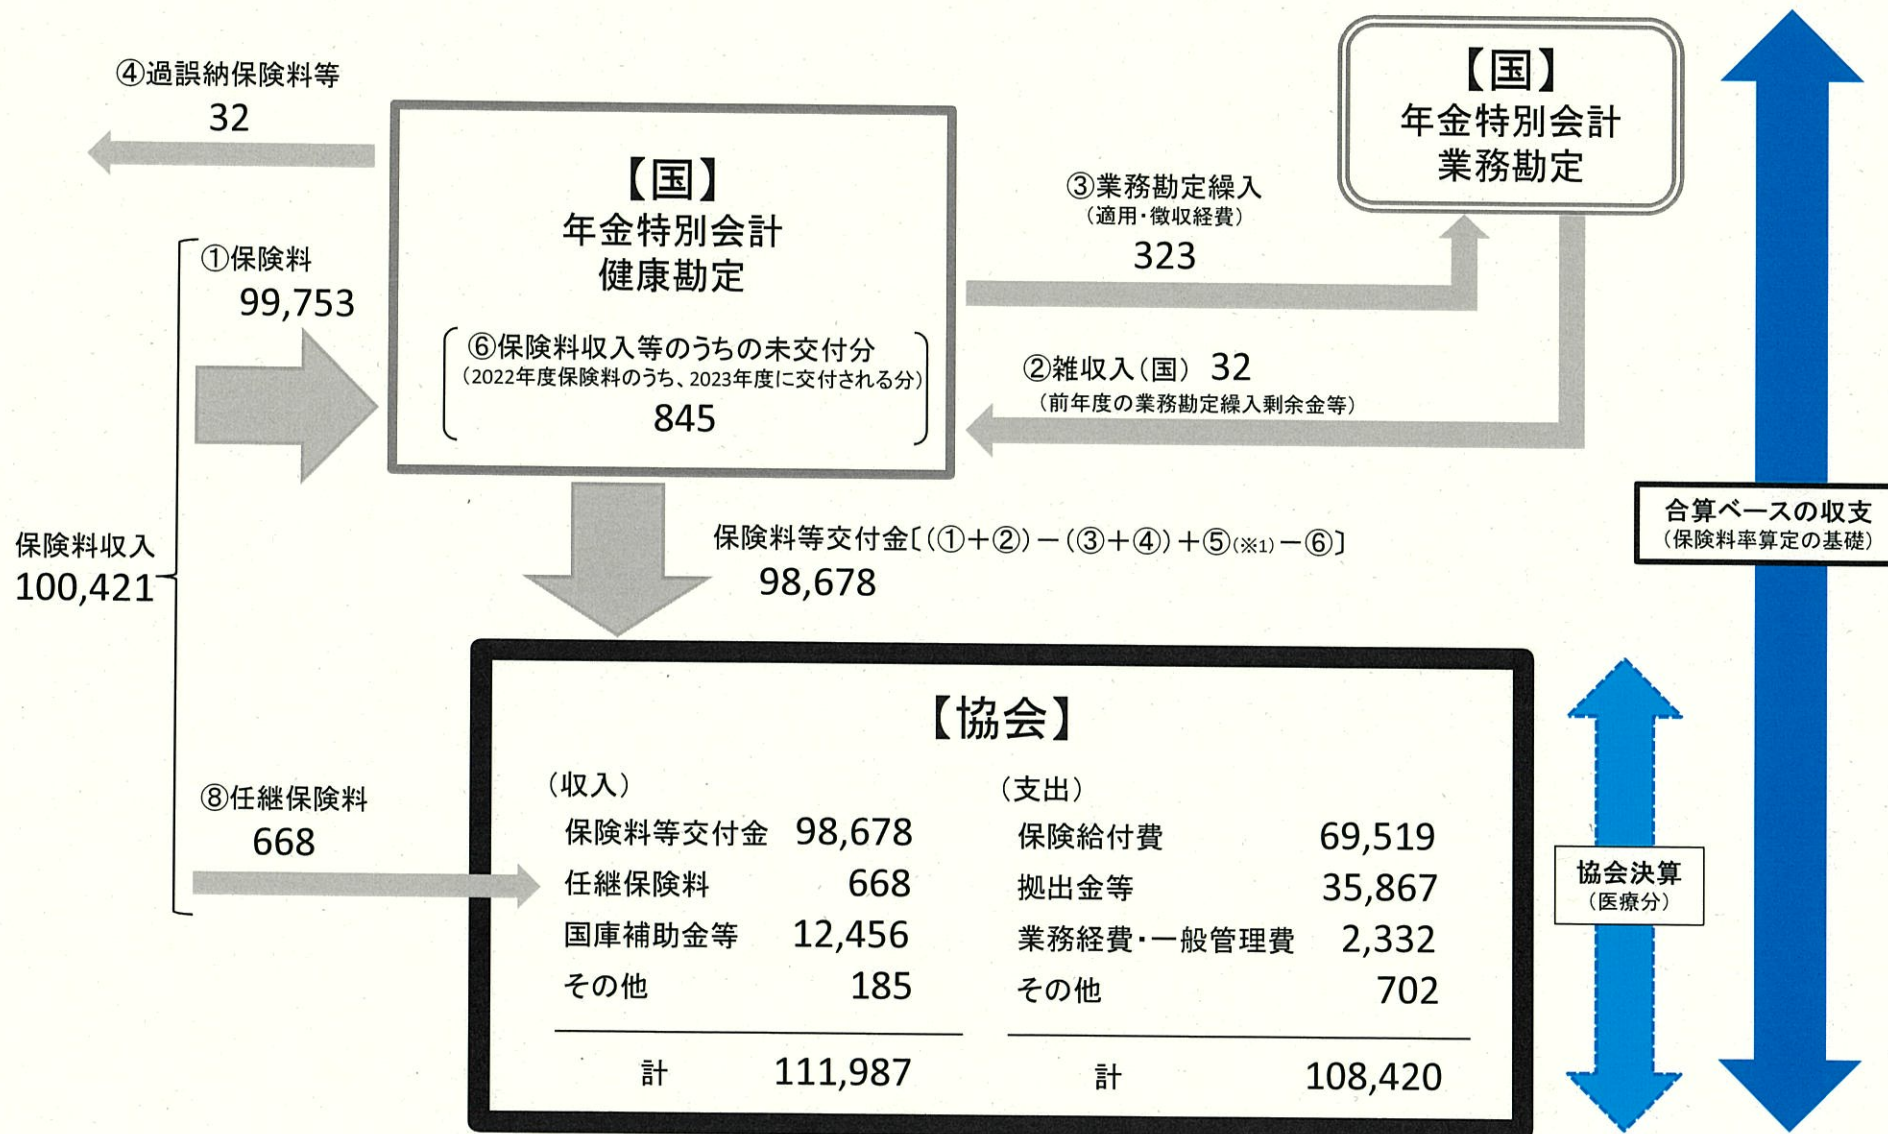 ④過誤納保険料等
32
【国】
年金特別会計
健康勘定
⑥保険料収入等のうちの未交付分
(2022年度保険料のうち、2023年度に交付される分)
845
【国】
年金特別会計
業務勘定
③業務勘定繰入
(適用・徴収経費)
323
②雑収入(国) 32
(前年度の業務勘定繰入剰余金等)
①保険料
99,753
保険料収入
100,421
保険料等交付金〔(①+②)-(③+④)+⑤(※1)-⑥〕
98,678
合算ベースの収支
(保険料率算定の基礎)
⑧任継保険料
668
【協会】
(収入)
保険料等交付金 98,678
任継保険料 668
国庫補助金等 12,456
その他 185
計 111,987
(支出)
保険給付費 69,519
拠出金等 35,867
業務経費・一般管理費 2,332
その他 702
計 108,420
協会決算
(医療分)